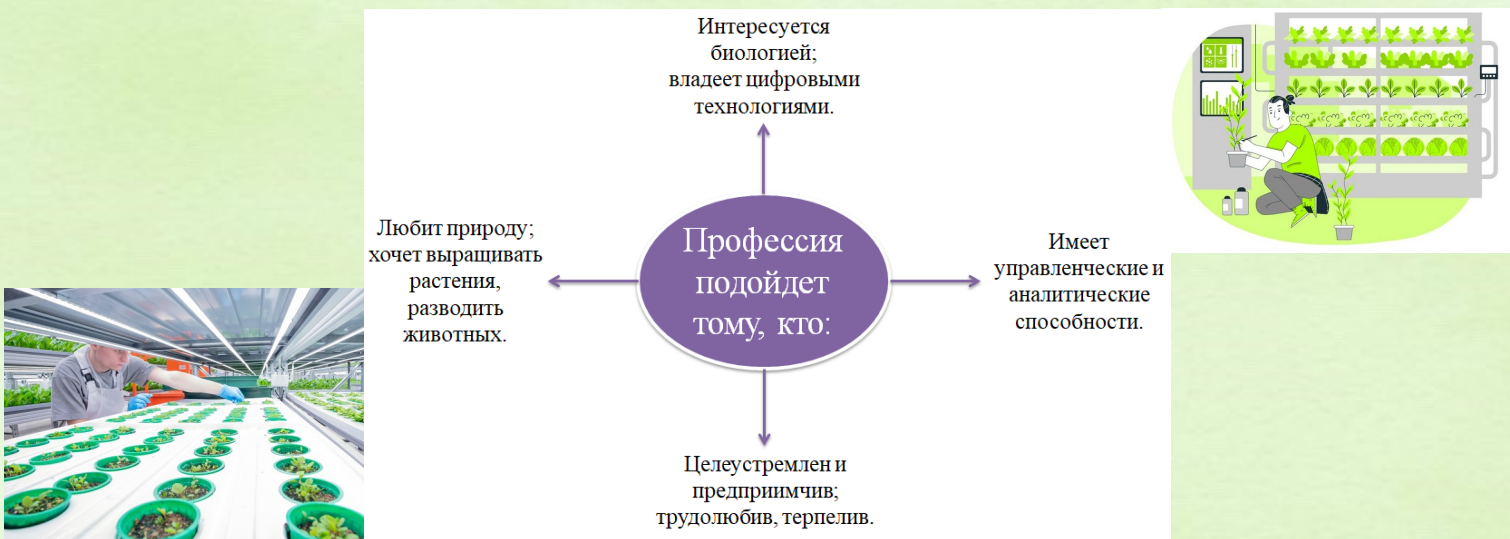 Интересуется
биологией;
владеет цифровыми
технологиями.
Любит природу;
хочет выращивать
растения,
разводить
животных.
Профессия
подойдет
тому, кто:
Имеет
управленческие и
аналитические
способности.
Целеустремлен и
предприимчив;
трудолюбив, терпелив.